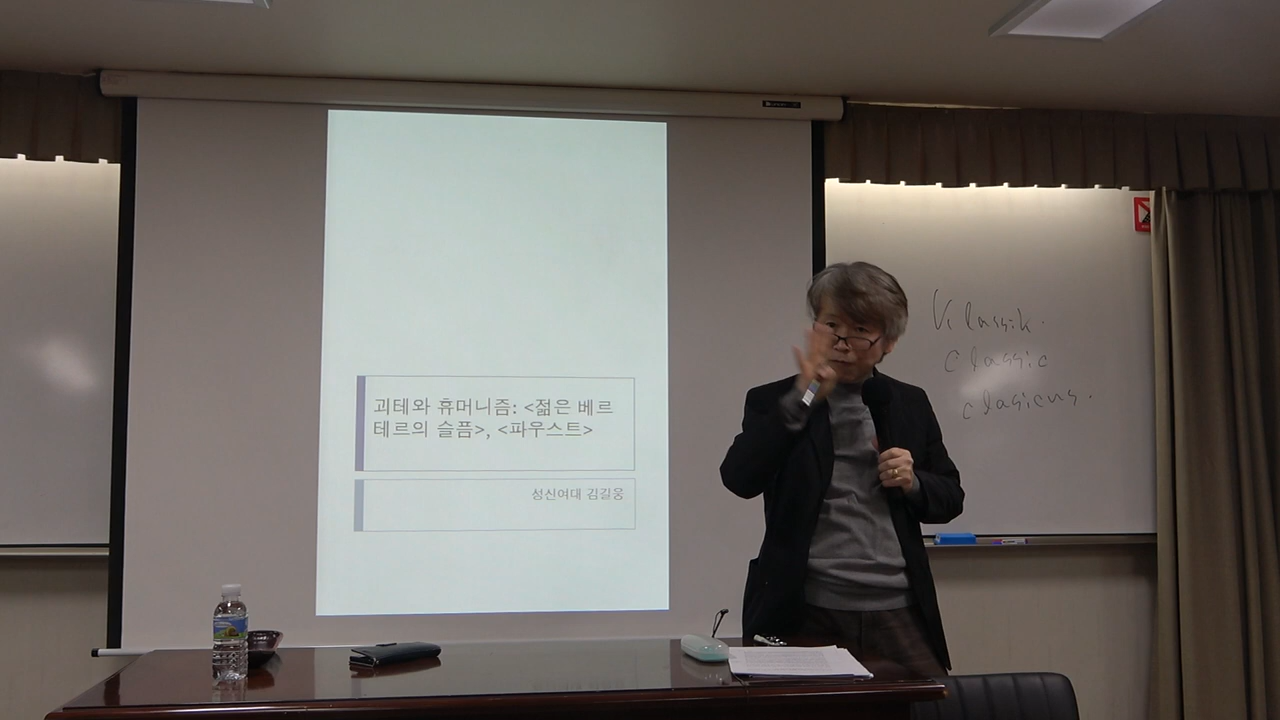 괴테와 휴머니즘: <젊은 베르
테르의 슬픔>, <파우스트>
성신여대 김길웅
Klassik.
Classic
clasicus.